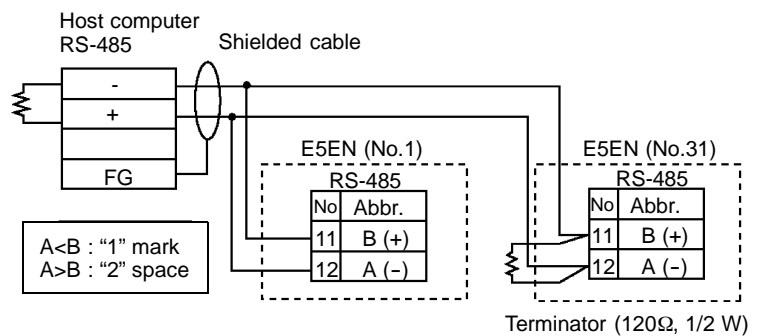 Host computer
RS-485
Shielded cable
-
+
FG
E5EN (No.1)
RS-485
No Abbr.
11 B (+)
12 A (-)
E5EN (No.31)
RS-485
No Abbr.
11 B (+)
12 A (-)
A<B : “1” mark
A>B : “2” space
Terminator (120Ω, 1/2 W)